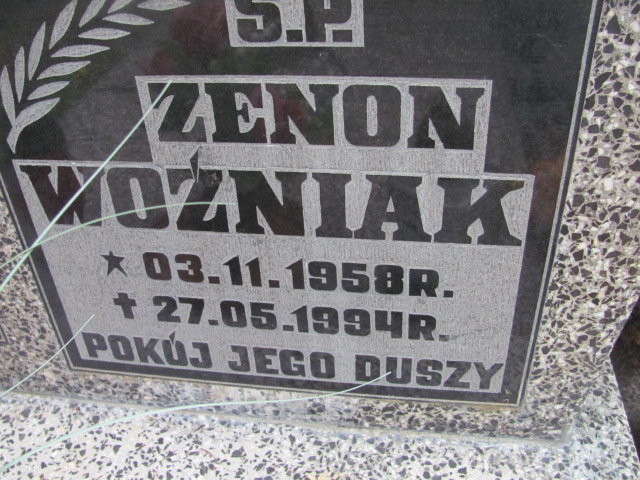 Ś.P.
ZENON
WOŹNIAK
★ 03.11.1958R.
✝ 27.05.1994R.
POKÓJ JEGO DUSZY